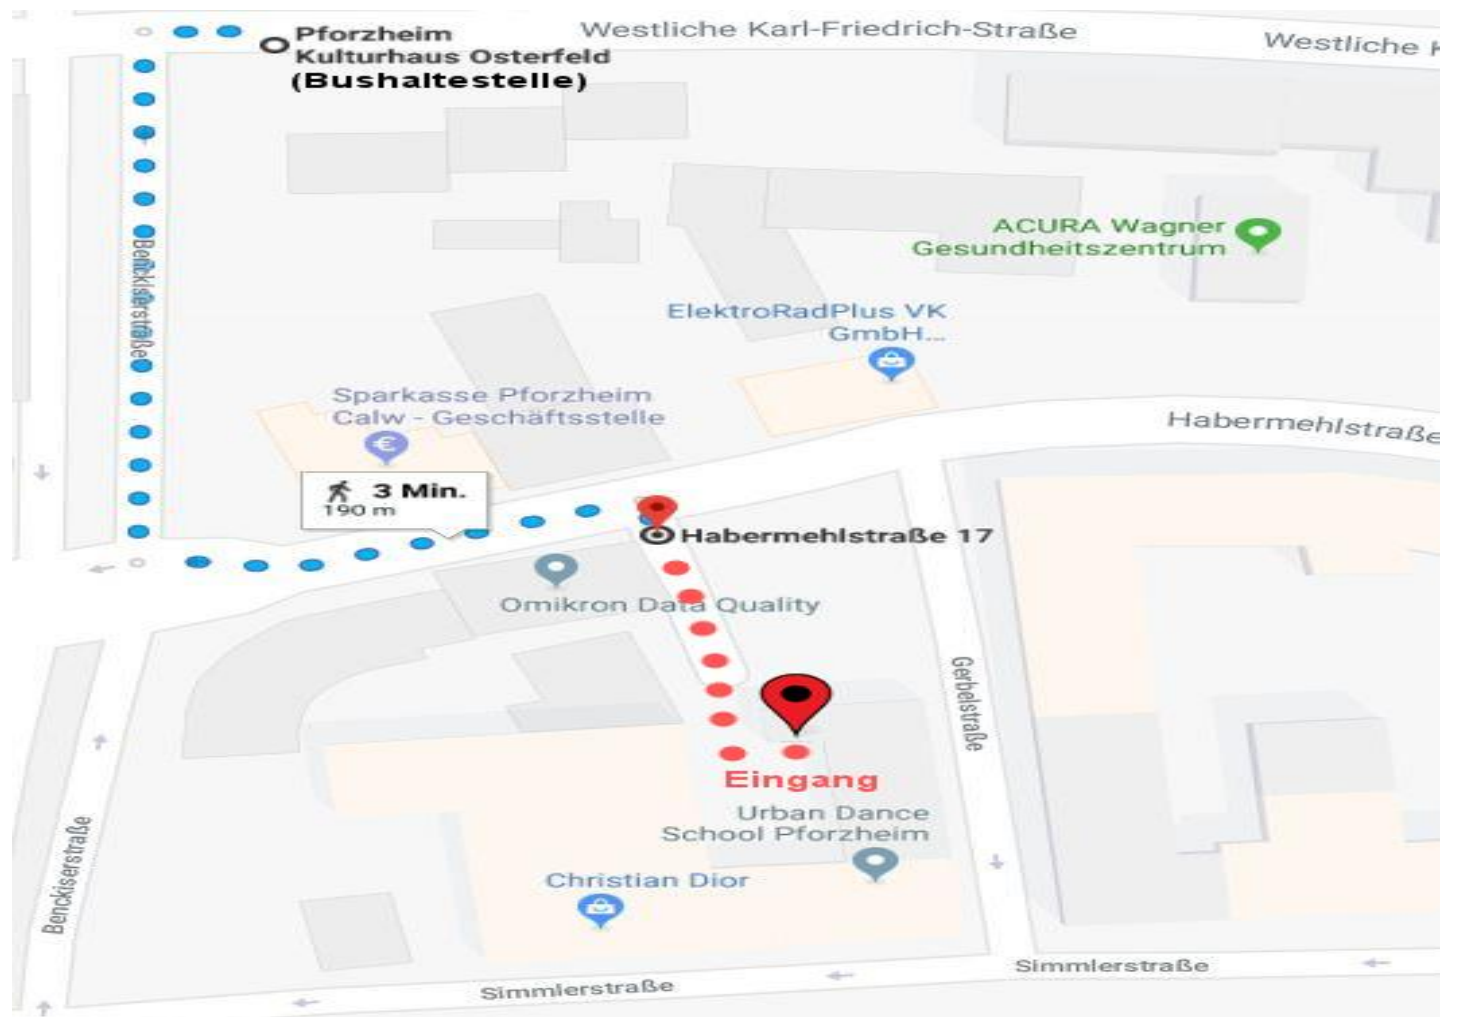 Pforzheim
Kulturhaus Osterfeld
(Bushaltestelle)
Westliche Karl-Friedrich-Straße
Westliche K
Benckiserstraße
ACURA Wagner
Gesundheitszentrum
ElektroRadPlus VK
GmbH...
Sparkasse Pforzheim
Calw - Geschäftsstelle
€
Habermehlstraße
3 Min.
190 m
Habermehlstraße 17
Omikron Data Quality
Gerbelstraße
Eingang
Urban Dance
School Pforzheim
Christian Dior
Benckiserstraße
Simmlerstraße
Simmlerstraße